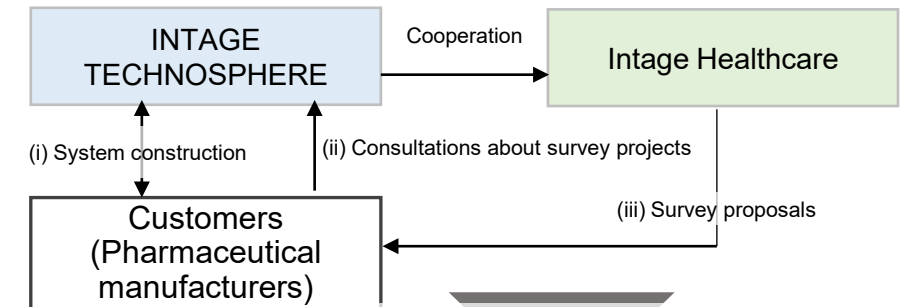 INTAGE
TECHNOSPHERE
Cooperation
Intage Healthcare
(i) System construction
(ii) Consultations about survey projects
(iii) Survey proposals
Customers
(Pharmaceutical
manufacturers)